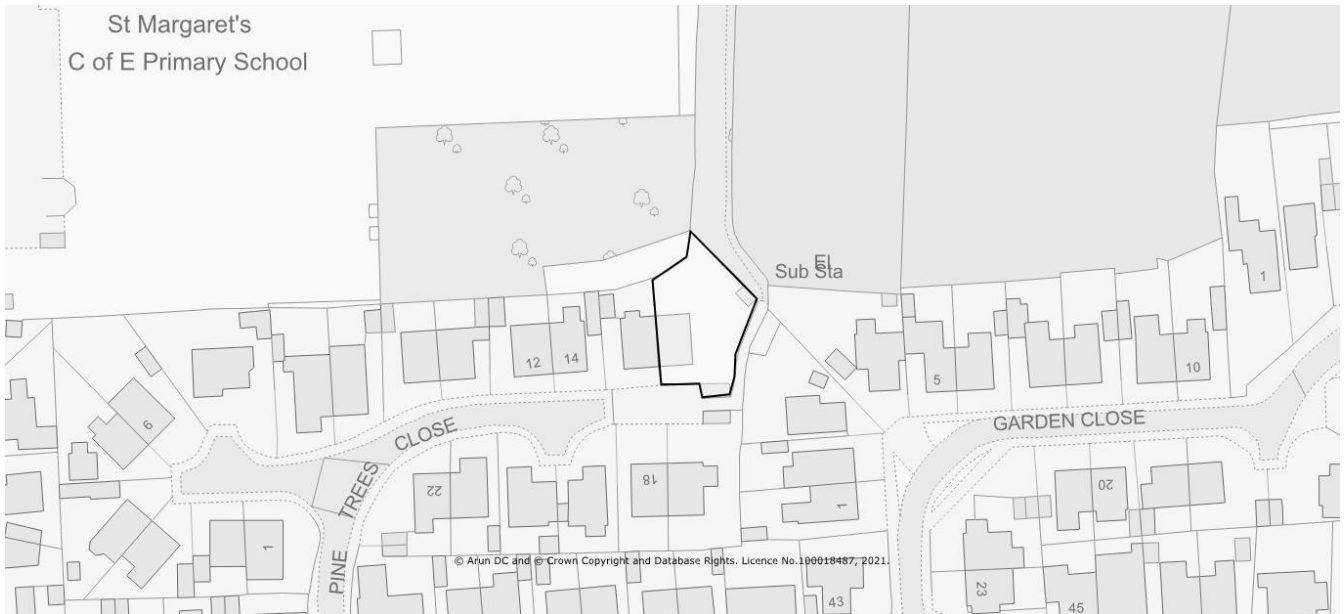 St Margaret's
C of E Primary School
El
Sub Sta
1
12
14
5
10
6
CLOSE
GARDEN CLOSE
TREES
22
18
20
1
1
PINE
© Arun DC and © Crown Copyright and Database Rights. Licence No.100018487, 2021.
23
43
45